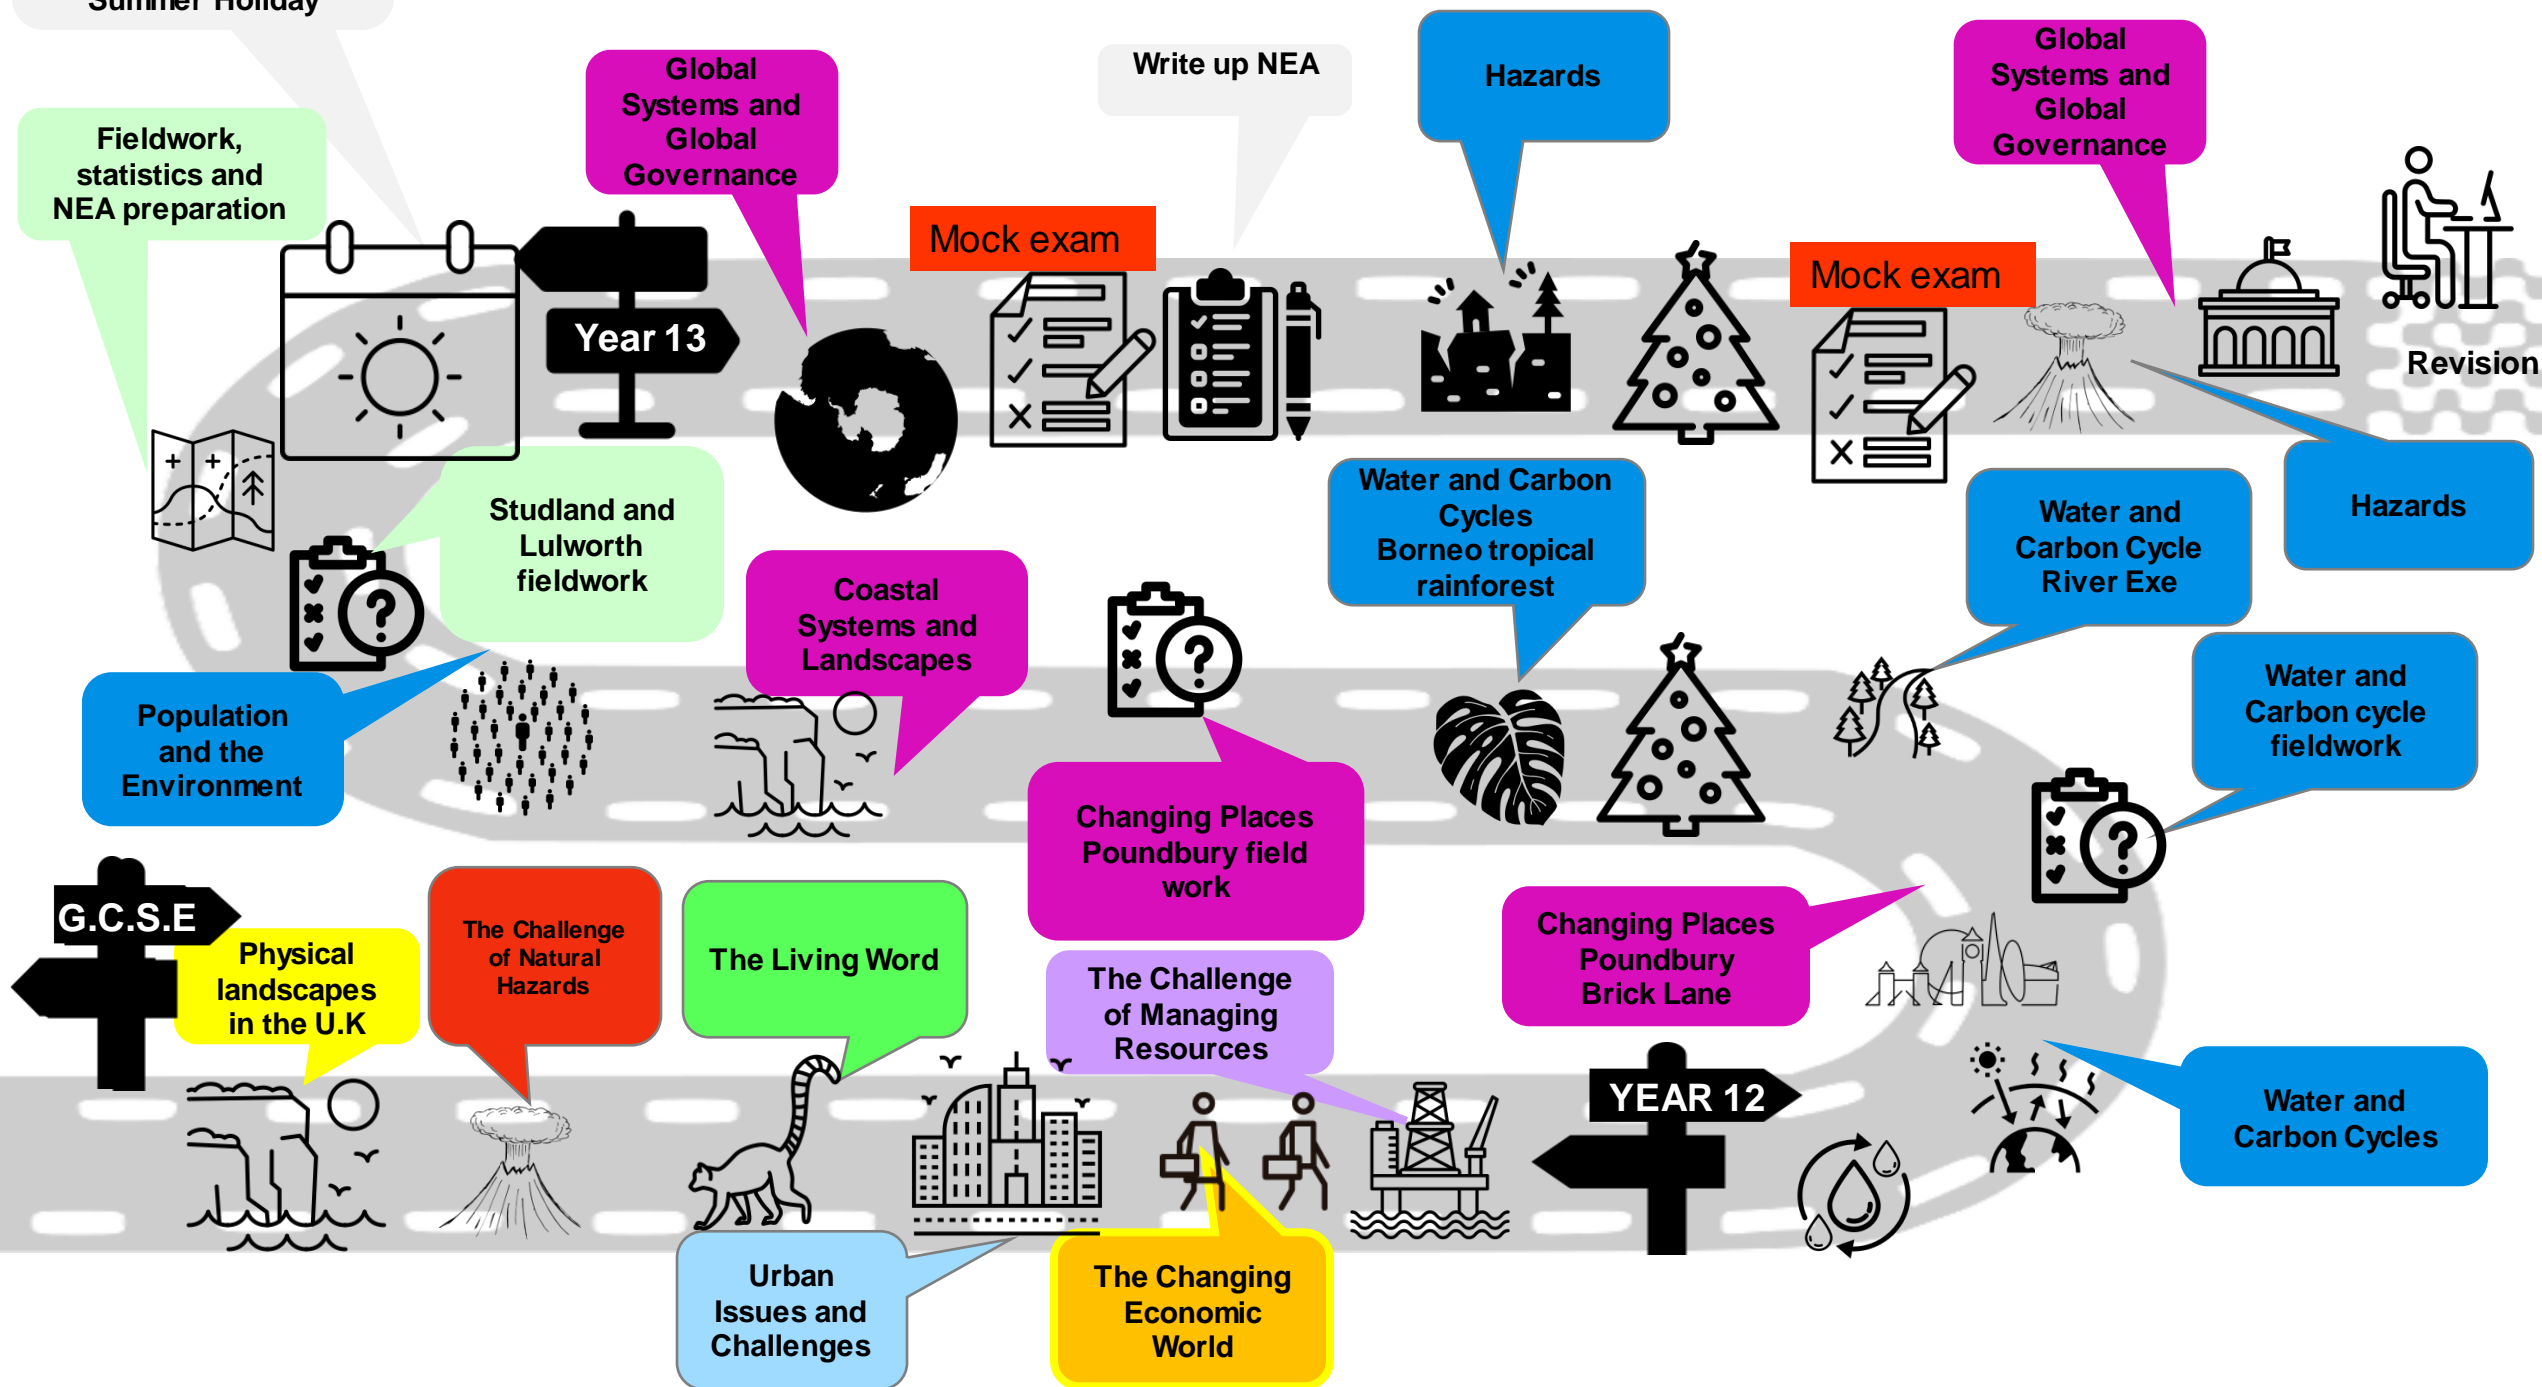 Summer Holiday
Global
Systems and
Global
Governance
Write up NEA
Hazards
Global
Systems and
Global
Governance
Fieldwork,
statistics and
NEA preparation
Mock exam
Mock exam
Year 13
Revision
Studland and
Lulworth
fieldwork
Water and Carbon
Cycles
Borneo tropical
rainforest
Water and
Carbon Cycle
River Exe
Hazards
Coastal
Systems and
Landscapes
Population
and the
Environment
Water and
Carbon cycle
fieldwork
Changing Places
Poundbury field
work
G.C.S.E
Physical
landscapes
in the U.K
The Challenge
of Natural
Hazards
The Living Word
The Challenge
of Managing
Resources
Changing Places
Poundbury
Brick Lane
YEAR 12
Water and
Carbon Cycles
Urban
Issues and
Challenges
The Changing
Economic
World